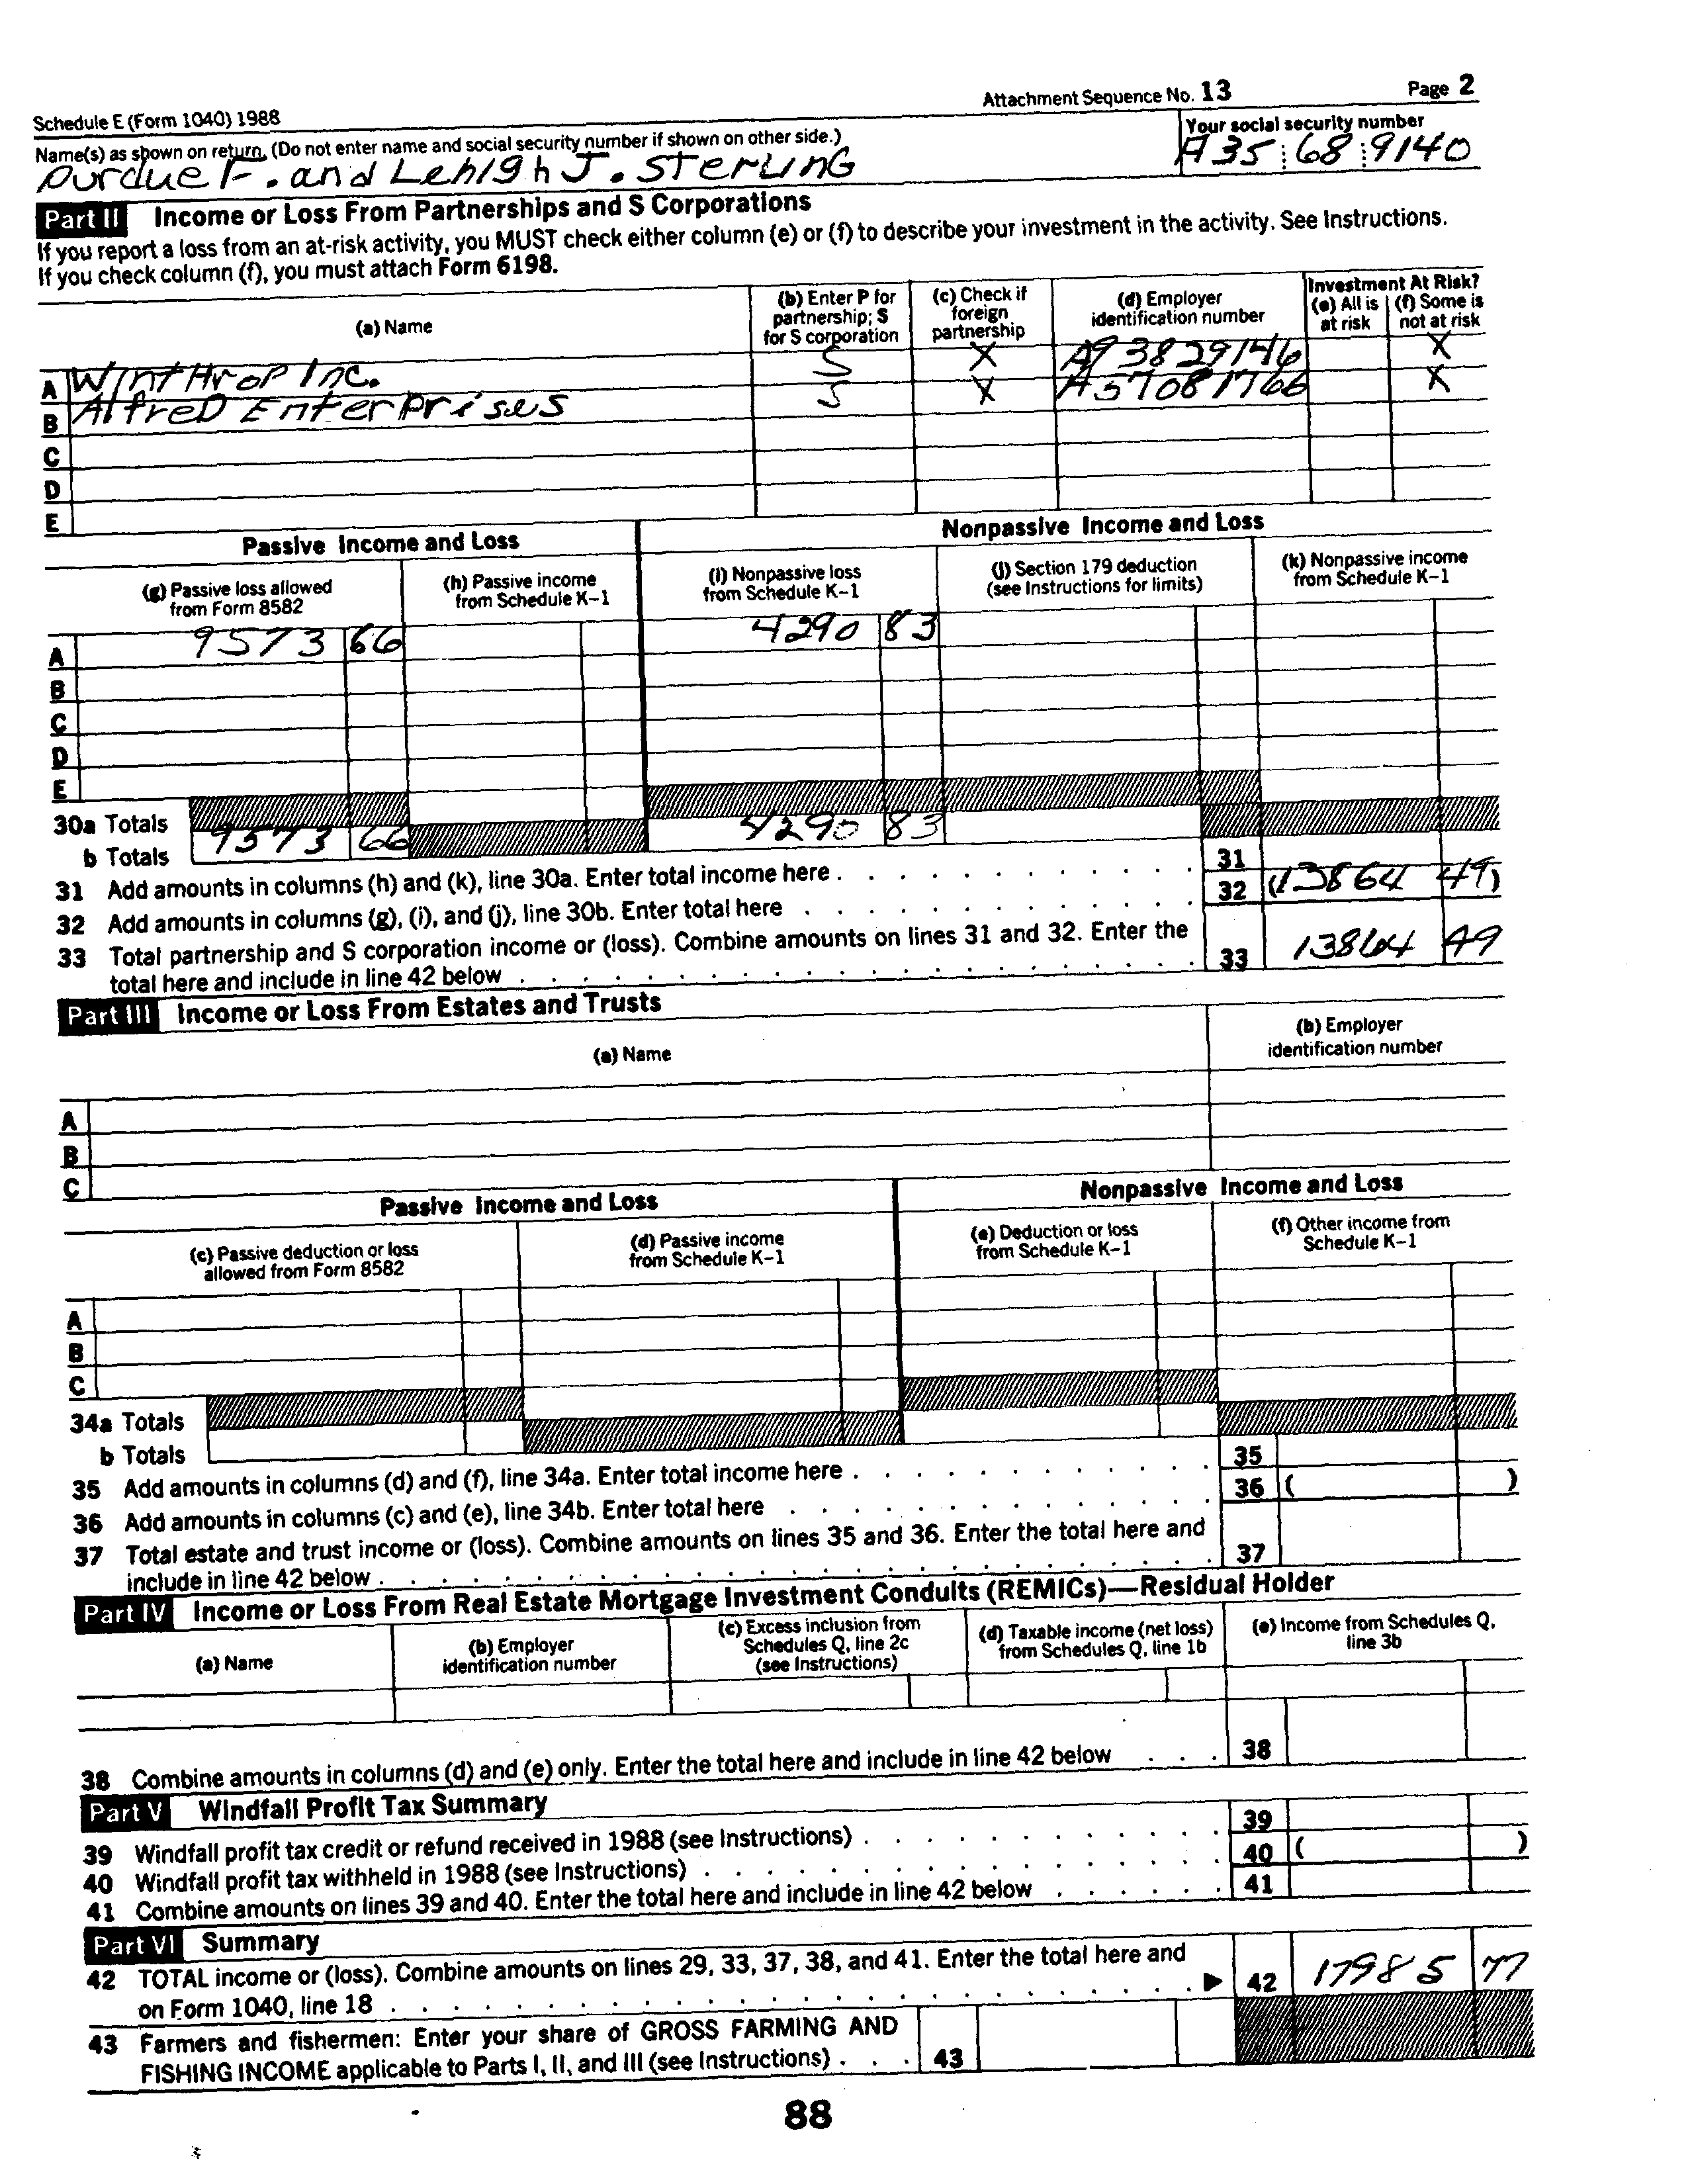 Schedule E (Form 1040) 1988 Attachment Sequence No. 13 Page 2
Name(s) as shown on return. (Do not enter name and social security number if shown on other side.) Your social security number
Purdue F. and Lehigh J. Sterling A35 68 9140
Part II Income or Loss From Partnerships and S Corporations
If you report a loss from an at-risk activity, you MUST check either column (e) or (f) to describe your investment in the activity. See Instructions.
If you check column (f), you must attach Form 6198.
(a) Name (b) Enter P for partnership; S for S corporation (c) Check if foreign partnership (d) Employer identification number Investment At Risk? (e) All is at risk (f) Some is not at risk
A Winthrop Inc. S X A93829146 X
B Alfred Enterprises S X A57081766 X
C
D
E
Passive Income and Loss Nonpassive Income and Loss
(g) Passive loss allowed from Form 8582 (h) Passive income from Schedule K-1 (i) Nonpassive loss from Schedule K-1 (j) Section 179 deduction (see Instructions for limits) (k) Nonpassive income from Schedule K-1
A 9573 66 4290 83
B
C
D
E
30a Totals
b Totals 9573 66 4290 83
31 Add amounts in columns (h) and (k), line 30a. Enter total income here . 31
32 Add amounts in columns (g), (i), and (j), line 30b. Enter total here . 32 (13864 49)
33 Total partnership and S corporation income or (loss). Combine amounts on lines 31 and 32. Enter the
total here and include in line 42 below . 33 13864 49
Part III Income or Loss From Estates and Trusts
(a) Name (b) Employer identification number
A
B
C
Passive Income and Loss Nonpassive Income and Loss
(c) Passive deduction or loss allowed from Form 8582 (d) Passive income from Schedule K-1 (e) Deduction or loss from Schedule K-1 (f) Other income from Schedule K-1
A
B
C
34a Totals
b Totals
35 Add amounts in columns (d) and (f), line 34a. Enter total income here . 35
36 Add amounts in columns (c) and (e), line 34b. Enter total here . 36 ( )
37 Total estate and trust income or (loss). Combine amounts on lines 35 and 36. Enter the total here and
include in line 42 below . 37
Part IV Income or Loss From Real Estate Mortgage Investment Conduits (REMICs)—Residual Holder
(a) Name (b) Employer identification number (c) Excess inclusion from Schedules Q, line 2c (see Instructions) (d) Taxable income (net loss) from Schedules Q, line 1b (e) Income from Schedules Q, line 3b
38 Combine amounts in columns (d) and (e) only. Enter the total here and include in line 42 below . 38
Part V Windfall Profit Tax Summary
39 Windfall profit tax credit or refund received in 1988 (see Instructions) . 39
40 Windfall profit tax withheld in 1988 (see Instructions) . 40 ( )
41 Combine amounts on lines 39 and 40. Enter the total here and include in line 42 below . 41
Part VI Summary
42 TOTAL income or (loss). Combine amounts on lines 29, 33, 37, 38, and 41. Enter the total here and
on Form 1040, line 18 . ▶ 42 17985 77
43 Farmers and fishermen: Enter your share of GROSS FARMING AND
FISHING INCOME applicable to Parts I, II, and III (see Instructions) . 43
88